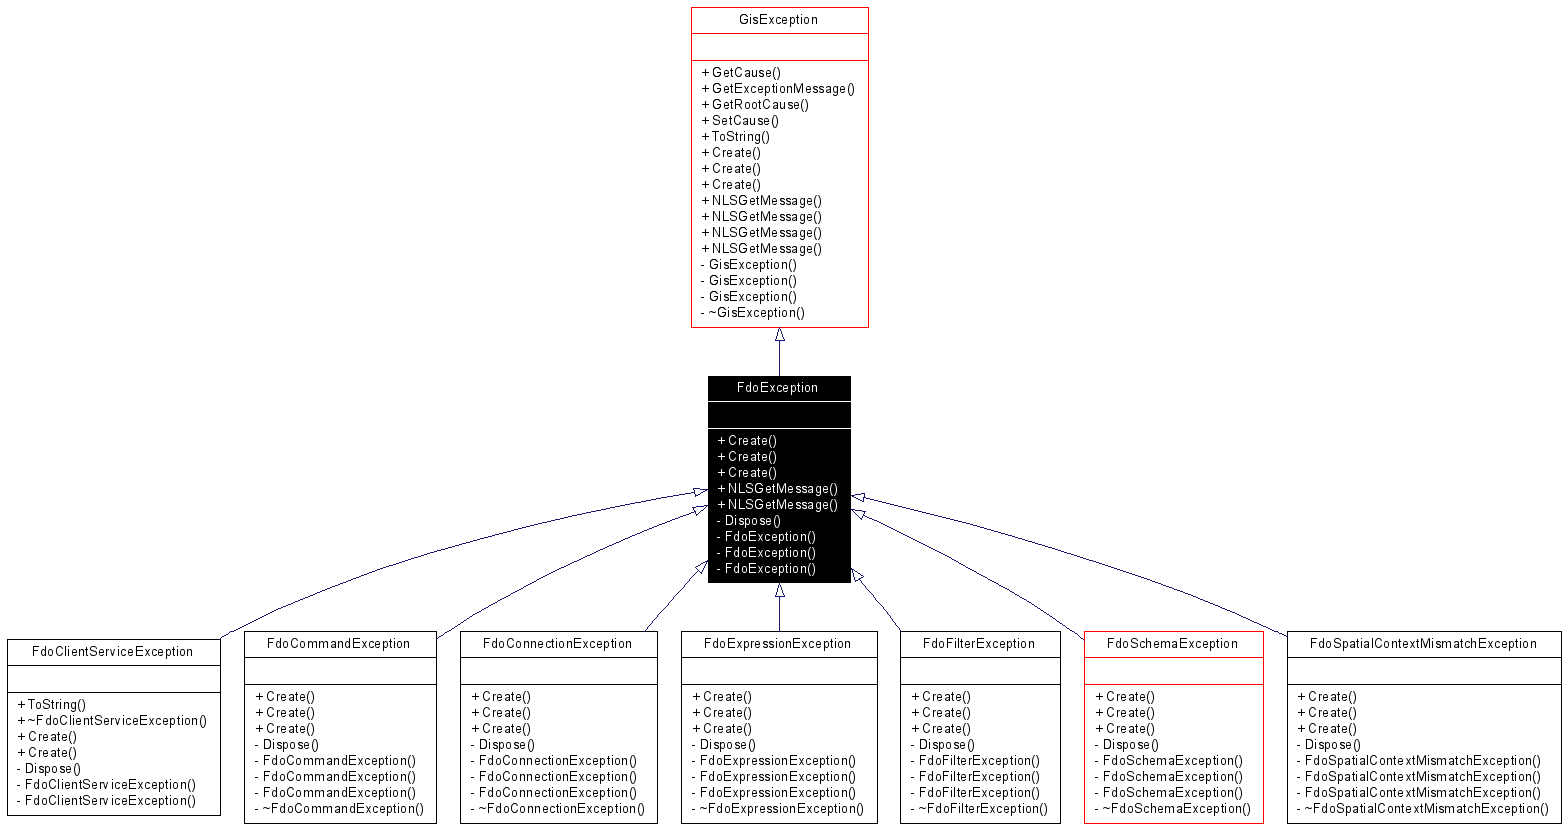 GisException
+ GetCause()
+ GetExceptionMessage()
+ GetRootCause()
+ SetCause()
+ ToString()
+ Create()
+ Create()
+ Create()
+ NLSGetMessage()
+ NLSGetMessage()
+ NLSGetMessage()
+ NLSGetMessage()
- GisException()
- GisException()
- GisException()
- ~GisException()
FdoException
+ Create()
+ Create()
+ Create()
+ NLSGetMessage()
+ NLSGetMessage()
- Dispose()
- FdoException()
- FdoException()
- FdoException()
FdoClientServiceException
+ ToString()
+ ~FdoClientServiceException()
+ Create()
+ Create()
- Dispose()
- FdoClientServiceException()
- FdoClientServiceException()
FdoCommandException
+ Create()
+ Create()
+ Create()
- Dispose()
- FdoCommandException()
- FdoCommandException()
- FdoCommandException()
- ~FdoCommandException()
FdoConnectionException
+ Create()
+ Create()
+ Create()
- Dispose()
- FdoConnectionException()
- FdoConnectionException()
- FdoConnectionException()
- ~FdoConnectionException()
FdoExpressionException
+ Create()
+ Create()
+ Create()
- Dispose()
- FdoExpressionException()
- FdoExpressionException()
- FdoExpressionException()
- ~FdoExpressionException()
FdoFilterException
+ Create()
+ Create()
+ Create()
- Dispose()
- FdoFilterException()
- FdoFilterException()
- FdoFilterException()
- ~FdoFilterException()
FdoSchemaException
+ Create()
+ Create()
+ Create()
- Dispose()
- FdoSchemaException()
- FdoSchemaException()
- FdoSchemaException()
- ~FdoSchemaException()
FdoSpatialContextMismatchException
+ Create()
+ Create()
+ Create()
- Dispose()
- FdoSpatialContextMismatchException()
- FdoSpatialContextMismatchException()
- FdoSpatialContextMismatchException()
- ~FdoSpatialContextMismatchException()